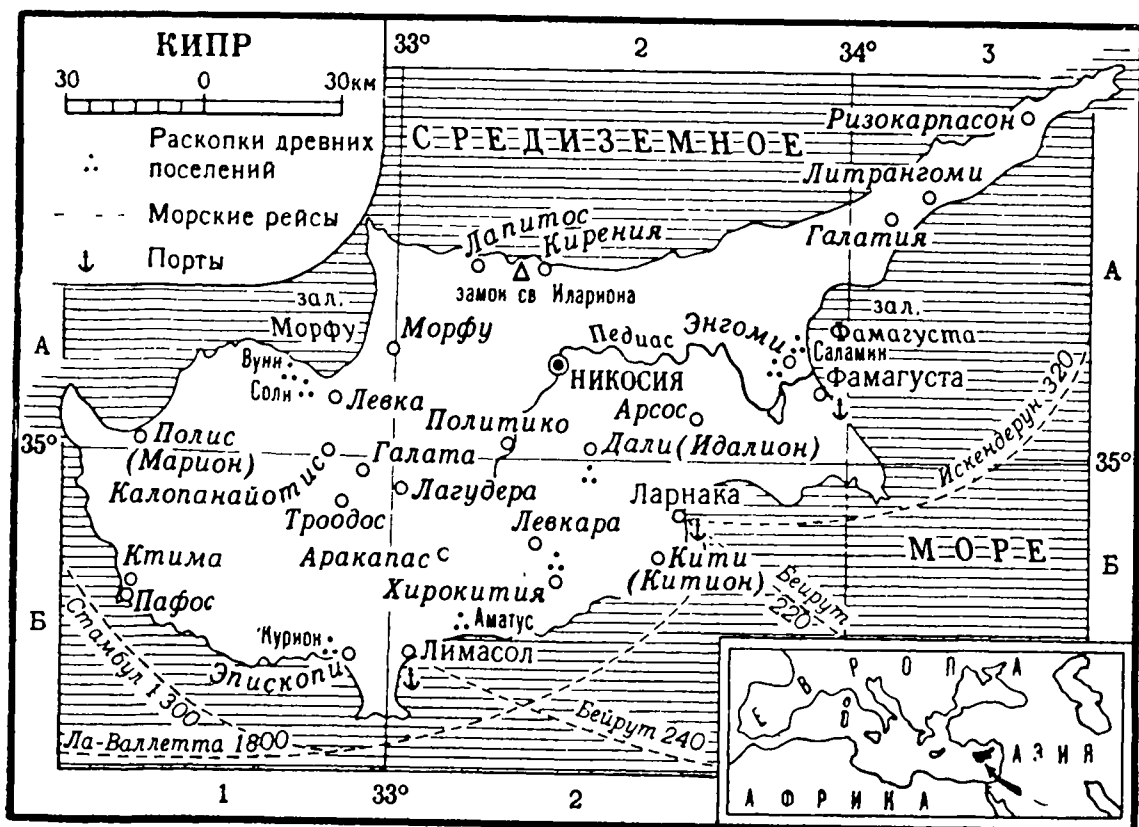 КИПР
30 0 30км
Раскопки древних
поселений
Морские рейсы
Порты
33° 2 34° 3
СРЕДИЗЕМНОЕ
Ризокарпасон
Литрангоми
Галатия
Лапитос
Кирения
замок св Илариона
А
зал.
Морфу
Морфу
Педиас
Энгоми
зал.
Фамагуста
Саламин
Фамагуста
А
Вуни
Соли
Левка
НИКОСИЯ
Арсос
Политико
Дали (Идалион)
Искендерун 320
35°
Полис
(Марион)
Галата
35°
Калопанайотис
Лагудера
Ларнака
Троодос
Левкара
МОРЕ
Аракапас
Кити
(Китион)
Бейрут
220
Б
Ктима
Хирокития
Пафос
Аматус
Б
Стамбул 1300
Курион
Эпископи
Лимасол
Бейрут 240
Ла-Валлетта 1800
ЕВРОПА
АЗИЯ
АФРИКА
1 33° 2